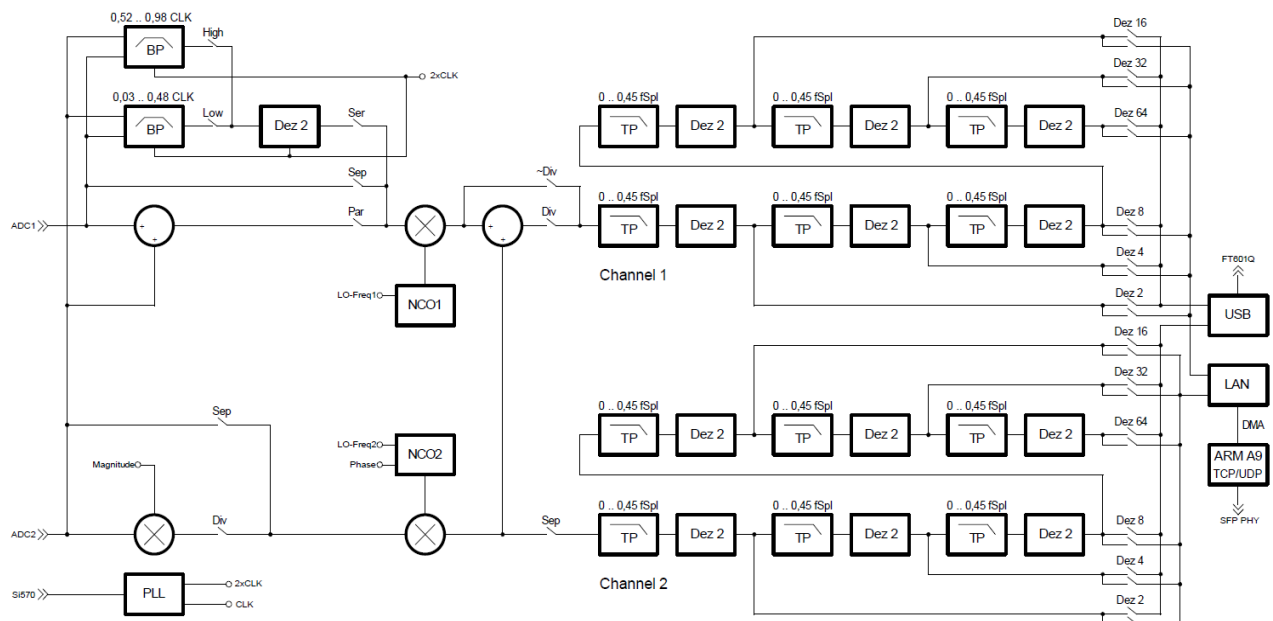 0,52 .. 0,98 CLK
High
BP
2xCLK
0,03 .. 0,48 CLK
Low
BP
Dez 2
Ser
Sep
~Div
ADC1
+
+
Par
+
+
Div
LO-Freq1
NCO1
Dez 16
Dez 32
0 .. 0,45 fSpl
0 .. 0,45 fSpl
0 .. 0,45 fSpl
TP
Dez 2
TP
Dez 2
TP
Dez 2
Dez 64
0 .. 0,45 fSpl
0 .. 0,45 fSpl
0 .. 0,45 fSpl
TP
Dez 2
TP
Dez 2
TP
Dez 2
Dez 8
Dez 4
Channel 1
Dez 2
FT601Q
USB
Dez 16
LAN
Dez 32
DMA
ARM A9
TCP/UDP
SFP PHY
Sep
Magnitude
LO-Freq2
Phase
NCO2
0 .. 0,45 fSpl
0 .. 0,45 fSpl
0 .. 0,45 fSpl
TP
Dez 2
TP
Dez 2
TP
Dez 2
Dez 64
ADC2
Div
Sep
0 .. 0,45 fSpl
0 .. 0,45 fSpl
0 .. 0,45 fSpl
TP
Dez 2
TP
Dez 2
TP
Dez 2
Dez 8
Dez 4
Channel 2
Dez 2
Si570
PLL
2xCLK
CLK